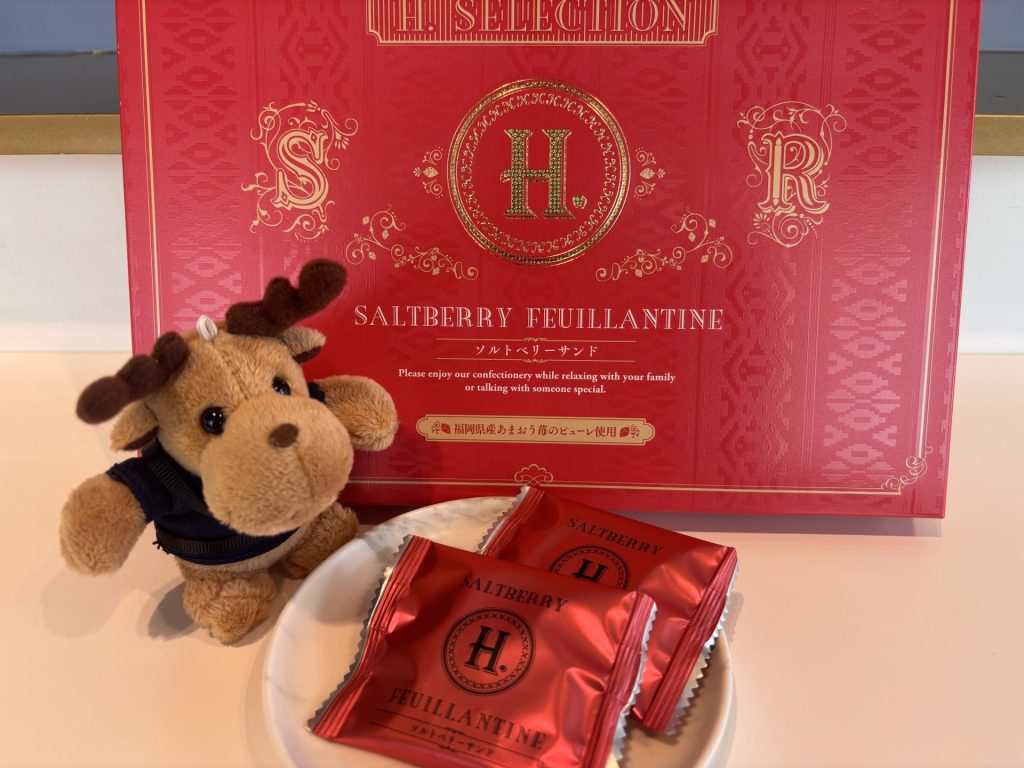 H. SELECTION
S
H.
R
SALTBERRY FEUILLANTINE
ソルトベリーサンド
Please enjoy our confectionery while relaxing with your family
or talking with someone special.
福岡県産あまおう苺のピューレ使用
SALTBERRY
H.
SALTBERRY
H.
FEUILLANTINE
ソルトベリーサンド